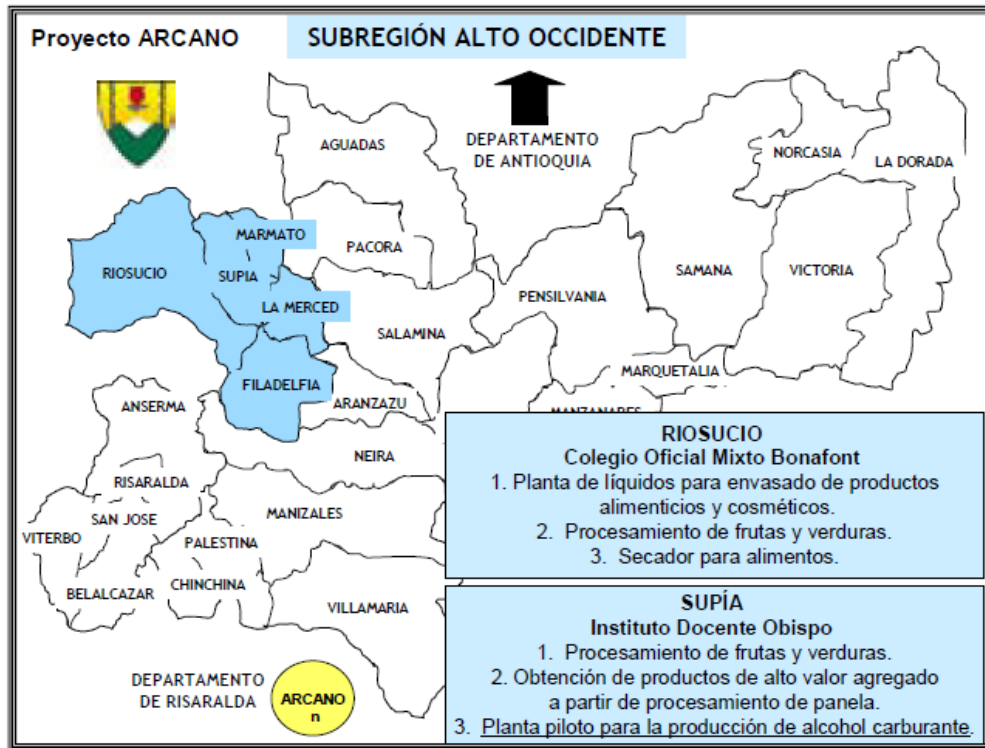 Proyecto ARCANO
SUBREGIÓN ALTO OCCIDENTE
DEPARTAMENTO
DE ANTIOQUIA
AGUADAS
NORCASIA
LA DORADA
MARMATO
PACORA
RIOSUCIO
SUPIA
SAMANA
VICTORIA
PENSILVANIA
LA MERCED
SALAMINA
MARQUETALIA
FILADELFIA
ARANZAZU
MANZANARES
ANSERMA
NEIRA
RISARALDA
SAN JOSE
MANIZALES
VITERBO
PALESTINA
BELALCAZAR
CHINCHINA
VILLAMARIA
RIOSUCIO
Colegio Oficial Mixto Bonafont
1. Planta de líquidos para envasado de productos
alimenticios y cosméticos.
2. Procesamiento de frutas y verduras.
3. Secador para alimentos.
SUPÍA
Instituto Docente Obispo
1. Procesamiento de frutas y verduras.
2. Obtención de productos de alto valor agregado
a partir de procesamiento de panela.
3. Planta piloto para la producción de alcohol carburante.
DEPARTAMENTO
DE RISARALDA
ARCANO
n